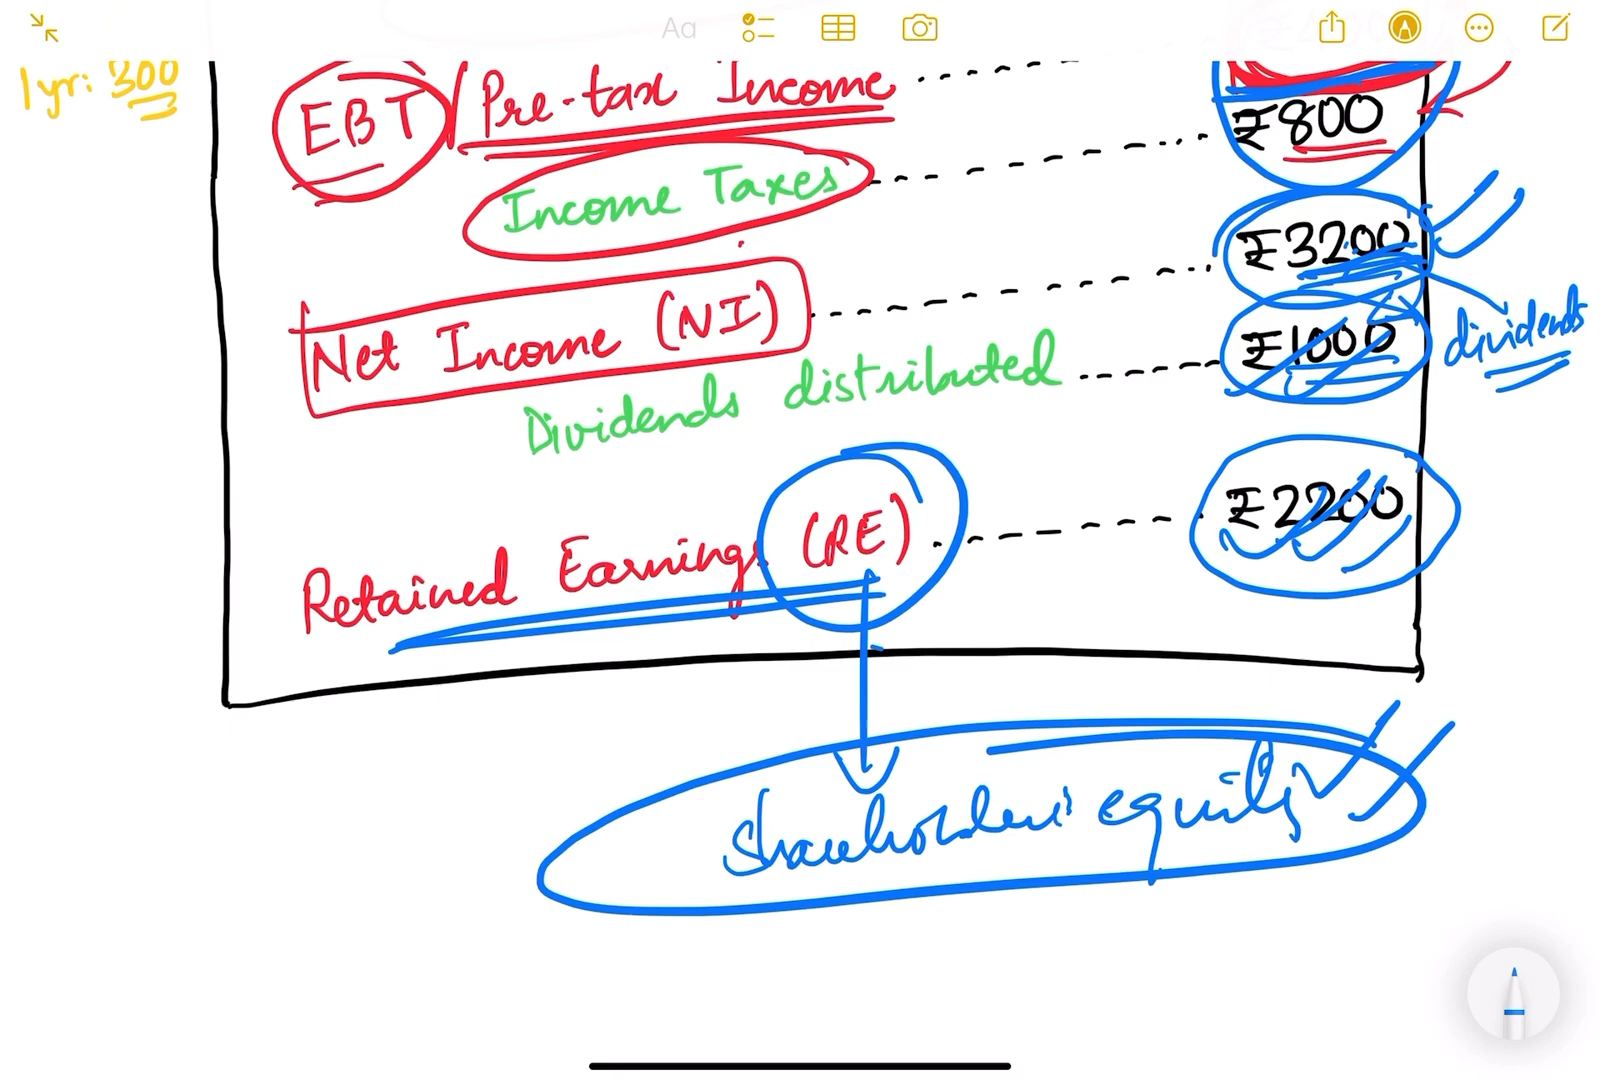 Aa
1yr: 300
EBT / Pre-tax Income
Income Taxes ₹800
Net Income (NI) ₹3200
Dividends distributed ₹1000 dividends
Retained Earnings (RE) ₹2200
Shareholders' equity